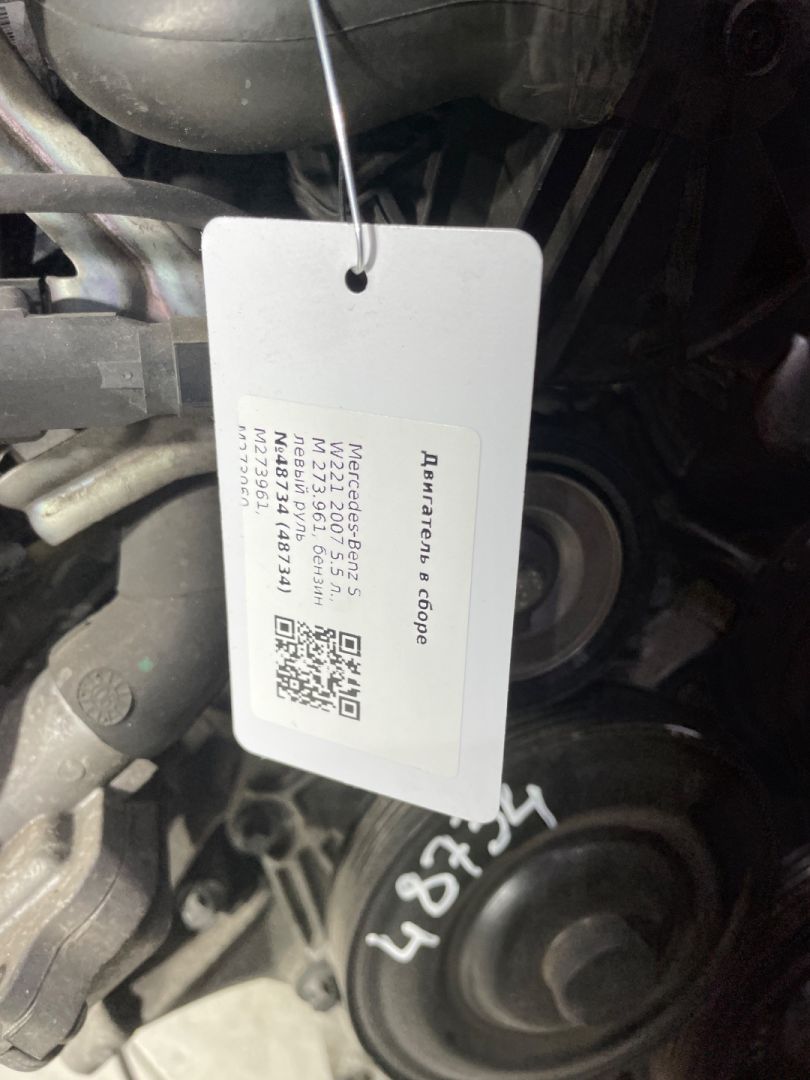 Двигатель в сборе
Mercedes-Benz S
W221 2007 5.5 л.,
M 273.961, бензин
левый руль
№48734 (48734)
M273961,
48734